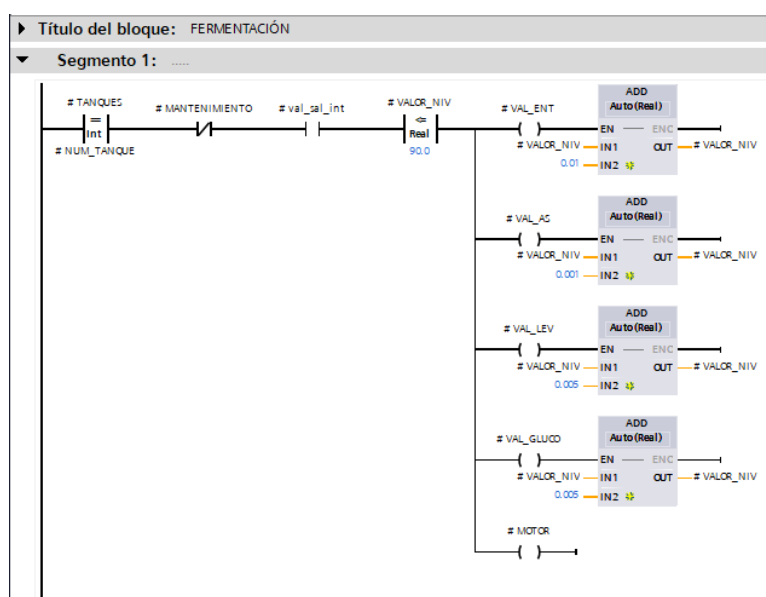 Título del bloque: FERMENTACIÓN
Segmento 1: .....
# TANQUES
==
Int
# NUM_TANQUE
# MANTENIMIENTO
# val_sal_int
# VALOR_NIV
<=
Real
90.0
# VAL_ENT
ADD
Auto (Real)
EN
ENO
# VALOR_NIV IN1 OUT # VALOR_NIV
0.01 IN2
# VAL_AS
ADD
Auto (Real)
EN
ENO
# VALOR_NIV IN1 OUT # VALOR_NIV
0.001 IN2
# VAL_LEV
ADD
Auto (Real)
EN
ENO
# VALOR_NIV IN1 OUT # VALOR_NIV
0.005 IN2
# VAL_GLUCO
ADD
Auto (Real)
EN
ENO
# VALOR_NIV IN1 OUT # VALOR_NIV
0.005 IN2
# MOTOR